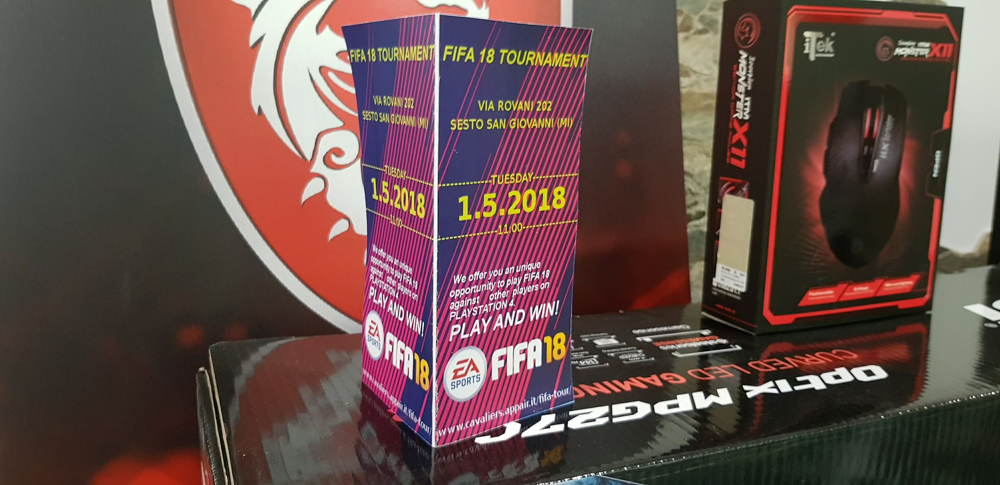 FIFA 18 TOURNAMENT
VIA ROVANI 202
SESTO SAN GIOVANNI (MI)
TUESDAY
1.5.2018
11:00
We offer you an unique
opportunity to play FIFA 18
against other players on
PLAYSTATION 4.
PLAY AND WIN!
EA
SPORTS
FIFA 18
www.cavaliers.appair.it/fifa-tour/
FIFA 18 TOURNAMENT
VIA ROVANI 202
SESTO SAN GIOVANNI (MI)
TUESDAY
1.5.2018
11:00
We offer you an unique
opportunity to play FIFA 18
against other players on
PLAYSTATION 4.
PLAY AND WIN!
EA
SPORTS
FIFA 18
www.cavaliers.appair.it/fifa-tour/
MONSTER X11
iTek
MONSTER X11
Optix MPG27C
CURVED LED GAMING